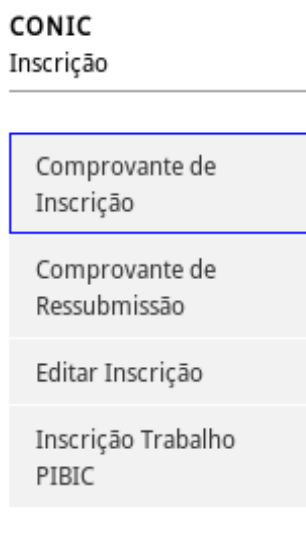 CONIC
Inscrição
Comprovante de
Inscrição
Comprovante de
Ressubmissão
Editar Inscrição
Inscrição Trabalho
PIBIC